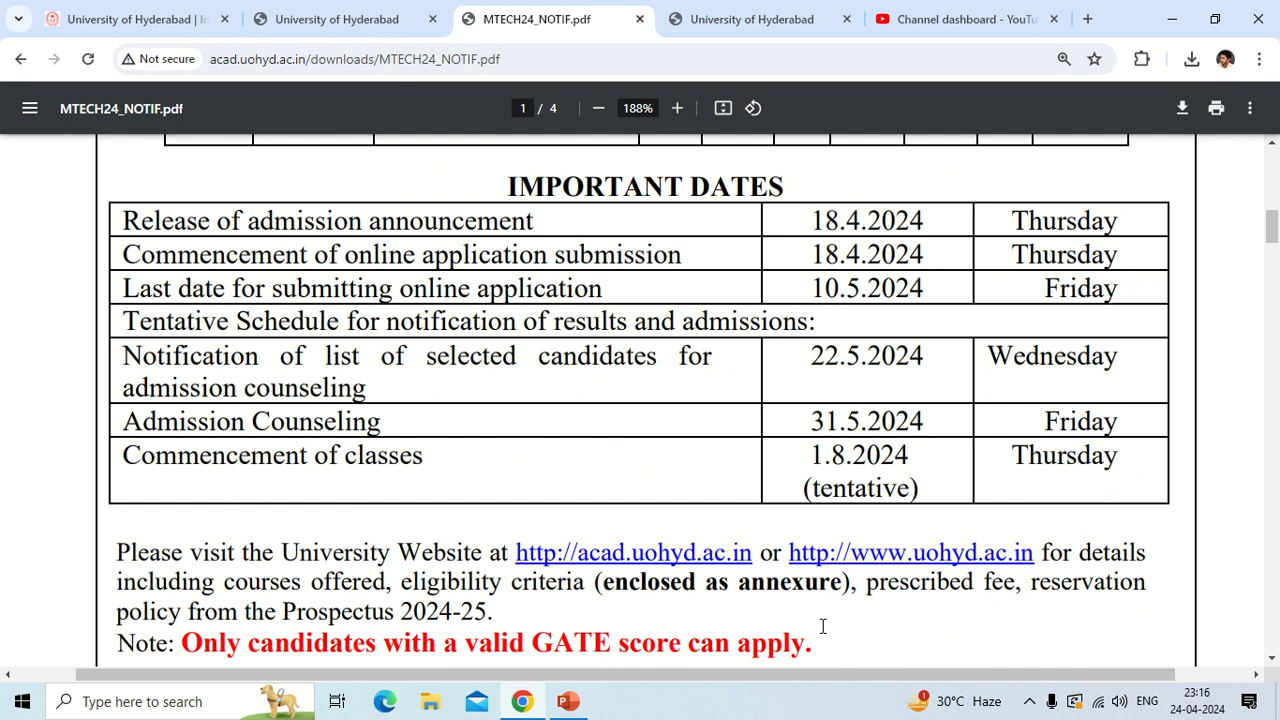 University of Hyderabad | In
University of Hyderabad
MTECH24_NOTIF.pdf
University of Hyderabad
Channel dashboard - YouTu
Not secure
acad.uohyd.ac.in/downloads/MTECH24_NOTIF.pdf
MTECH24_NOTIF.pdf
1 / 4
188%
IMPORTANT DATES
Release of admission announcement 18.4.2024 Thursday
Commencement of online application submission 18.4.2024 Thursday
Last date for submitting online application 10.5.2024 Friday
Tentative Schedule for notification of results and admissions:
Notification of list of selected candidates for 22.5.2024 Wednesday
admission counseling
Admission Counseling 31.5.2024 Friday
Commencement of classes 1.8.2024 Thursday
(tentative)
Please visit the University Website at http://acad.uohyd.ac.in or http://www.uohyd.ac.in for details
including courses offered, eligibility criteria (enclosed as annexure), prescribed fee, reservation
policy from the Prospectus 2024-25.
Note: Only candidates with a valid GATE score can apply.
Type here to search
1
30°C Haze
ENG
23:16
24-04-2024